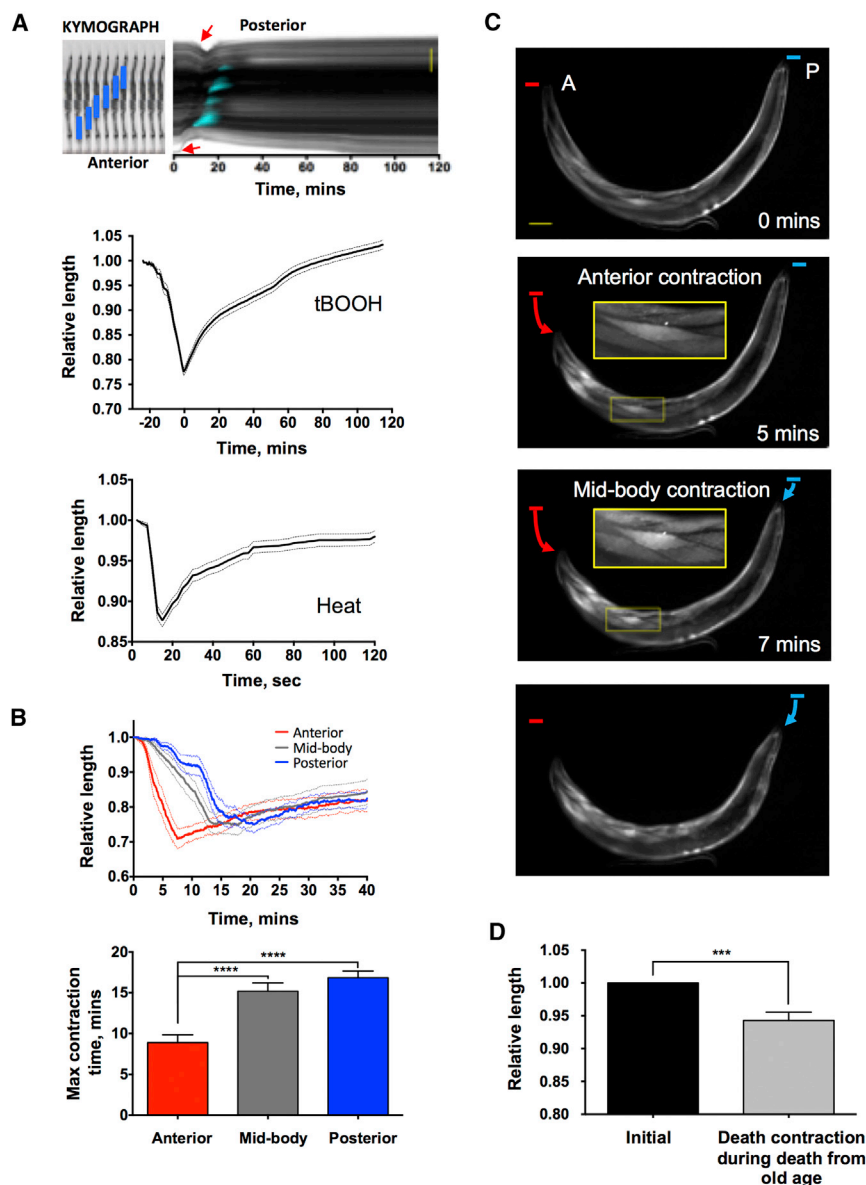 A
KYMOGRAPH
Posterior
Anterior
0 20 40 60 80 100 120
Time, mins
Relative length
1.05
1.00
0.95
0.90
0.85
0.80
0.75
0.70
tBOOH
-20 0 20 40 60 80 100 120
Time, mins
Relative length
1.05
1.00
0.95
0.90
0.85
Heat
0 20 40 60 80 100 120
Time, sec
B
Relative length
1.0
0.9
0.8
0.7
0.6
Anterior
Mid-body
Posterior
0 5 10 15 20 25 30 35 40
Time, mins
Max contraction
time, mins
20
15
10
5
0
****
****
Anterior Mid-body Posterior
C
A
P
0 mins
Anterior contraction
5 mins
Mid-body contraction
7 mins
D
Relative length
1.00
0.95
0.90
0.85
0.80
***
Initial
Death contraction
during death from
old age